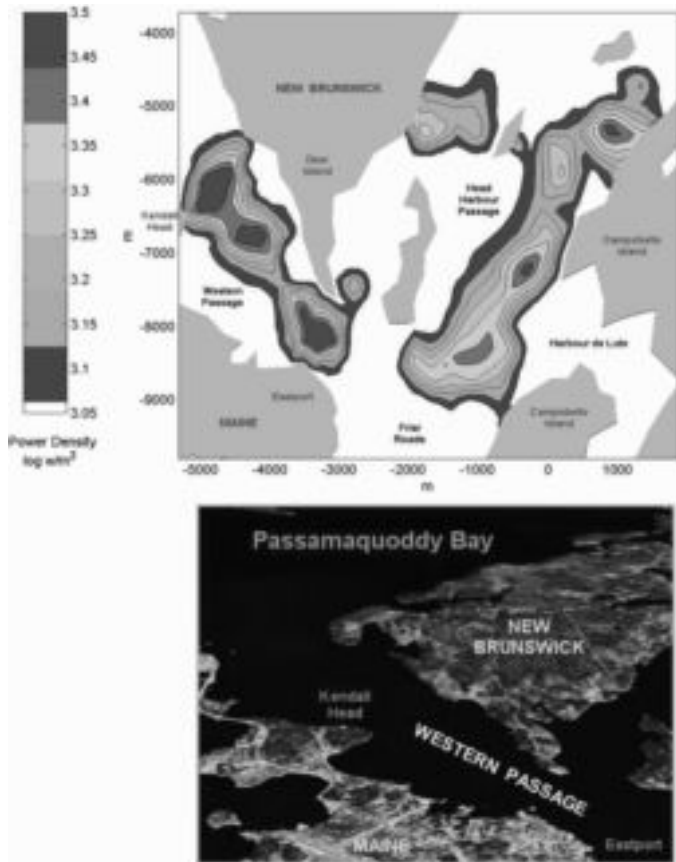 3.5
3.45
3.4
3.35
3.3
3.25
3.2
3.15
3.1
3.05
Power Density
log w/m²
-4000
-5000
-6000
-7000
-8000
-9000
m
NEW BRUNSWICK
Deer
Island
Kendall
Head
Western
Passage
Head
Harbour
Passage
Campobello
Island
Harbour de Lute
Eastport
MAINE
Friar
Roads
Campobello
Island
-5000 -4000 -3000 -2000 -1000 0 1000
m
Passamaquoddy Bay
NEW
BRUNSWICK
Kendall
Head
WESTERN PASSAGE
MAINE
Eastport